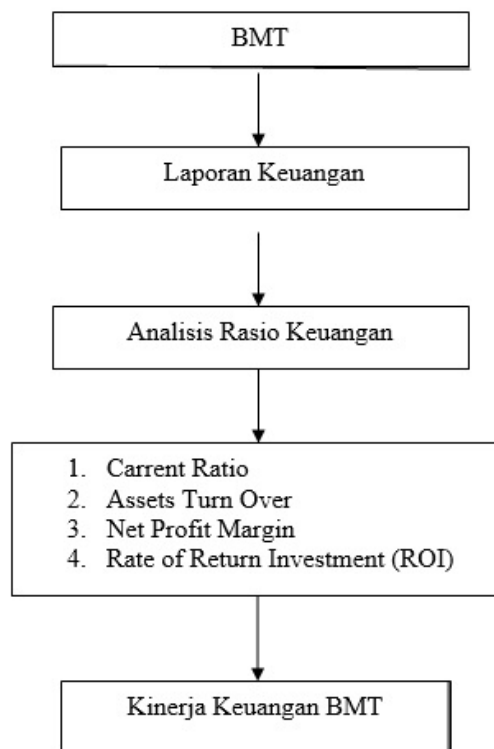 BMT
Laporan Keuangan
Analisis Rasio Keuangan
1. Carrent Ratio
2. Assets Turn Over
3. Net Profit Margin
4. Rate of Return Investment (ROI)
Kinerja Keuangan BMT